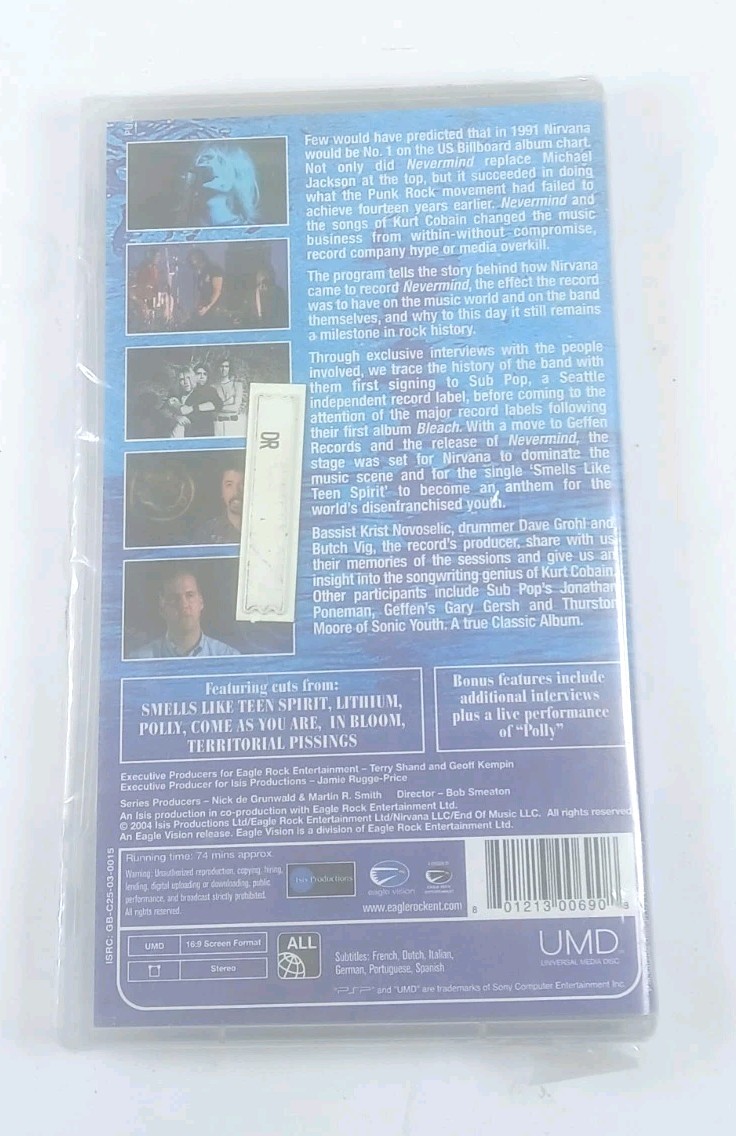 Few would have predicted that in 1991 Nirvana
would be No. 1 on the US Billboard album chart.
Not only did Nevermind replace Michael
Jackson at the top, but it succeeded in doing
what the Punk Rock movement had failed to
achieve fourteen years earlier. Nevermind and
the songs of Kurt Cobain changed the music
business from within-without compromise,
record company hype or media overkill.
The program tells the story behind how Nirvana
came to record Nevermind, the effect the record
was to have on the music world and on the band
themselves, and why to this day it still remains
a milestone in rock history.
Through exclusive interviews with the people
involved, we trace the history of the band with
them first signing to Sub Pop, a Seattle
independent record label, before coming to the
attention of the major record labels following
their first album Bleach. With a move to Geffen
Records and the release of Nevermind, the
stage was set for Nirvana to dominate the
music scene and for the single 'Smells Like
Teen Spirit' to become an anthem for the
world's disenfranchised youth.
Bassist Krist Novoselic, drummer Dave Grohl and
Butch Vig, the record's producer, share with us
their memories of the sessions and give us an
insight into the songwriting genius of Kurt Cobain.
Other participants include Sub Pop's Jonathan
Poneman, Geffen's Gary Gersh and Thurston
Moore of Sonic Youth. A true Classic Album.
DR
Featuring cuts from:
SMELLS LIKE TEEN SPIRIT, LITHIUM,
POLLY, COME AS YOU ARE, IN BLOOM,
TERRITORIAL PISSINGS
Bonus features include
additional interviews
plus a live performance
of "Polly"
Executive Producers for Eagle Rock Entertainment – Terry Shand and Geoff Kempin
Executive Producer for Isis Productions – Jamie Rugge-Price
Series Producers – Nick de Grunwald & Martin R. Smith Director – Bob Smeaton
An Isis production in co-production with Eagle Rock Entertainment Ltd.
© 2004 Isis Productions Ltd/Eagle Rock Entertainment Ltd/Nirvana LLC/End Of Music LLC. All rights reserved.
An Eagle Vision release. Eagle Vision is a division of Eagle Rock Entertainment Ltd.
ISRC: GB-C25-03-0015
Running time: 74 mins approx.
Warning: Unauthorized reproduction, copying, hiring,
lending, digital uploading or downloading, public
performance, and broadcast strictly prohibited.
All rights reserved.
Isis Productions
eagle vision
EAGLE ROCK
www.eaglerockent.com
8 01213 00690 8
UMD 16:9 Screen Format
Stereo
ALL
Subtitles: French, Dutch, Italian,
German, Portuguese, Spanish
UMD
UNIVERSAL MEDIA DISC
"PSP" and "UMD" are trademarks of Sony Computer Entertainment Inc.